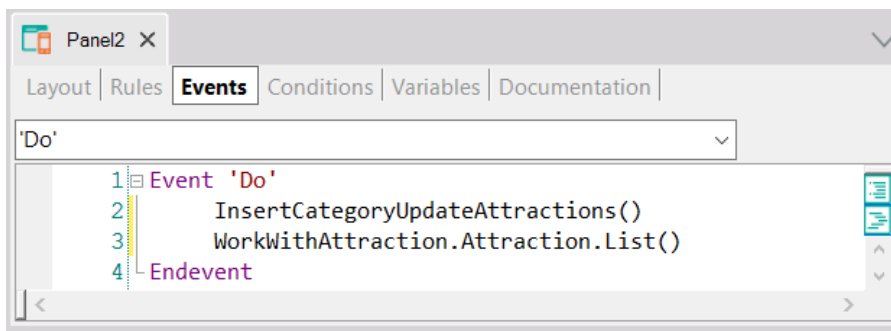 Panel2
Layout Rules Events Conditions Variables Documentation
'Do'
1 Event 'Do'
2 InsertCategoryUpdateAttractions()
3 WorkWithAttraction.Attraction.List()
4 Endevent